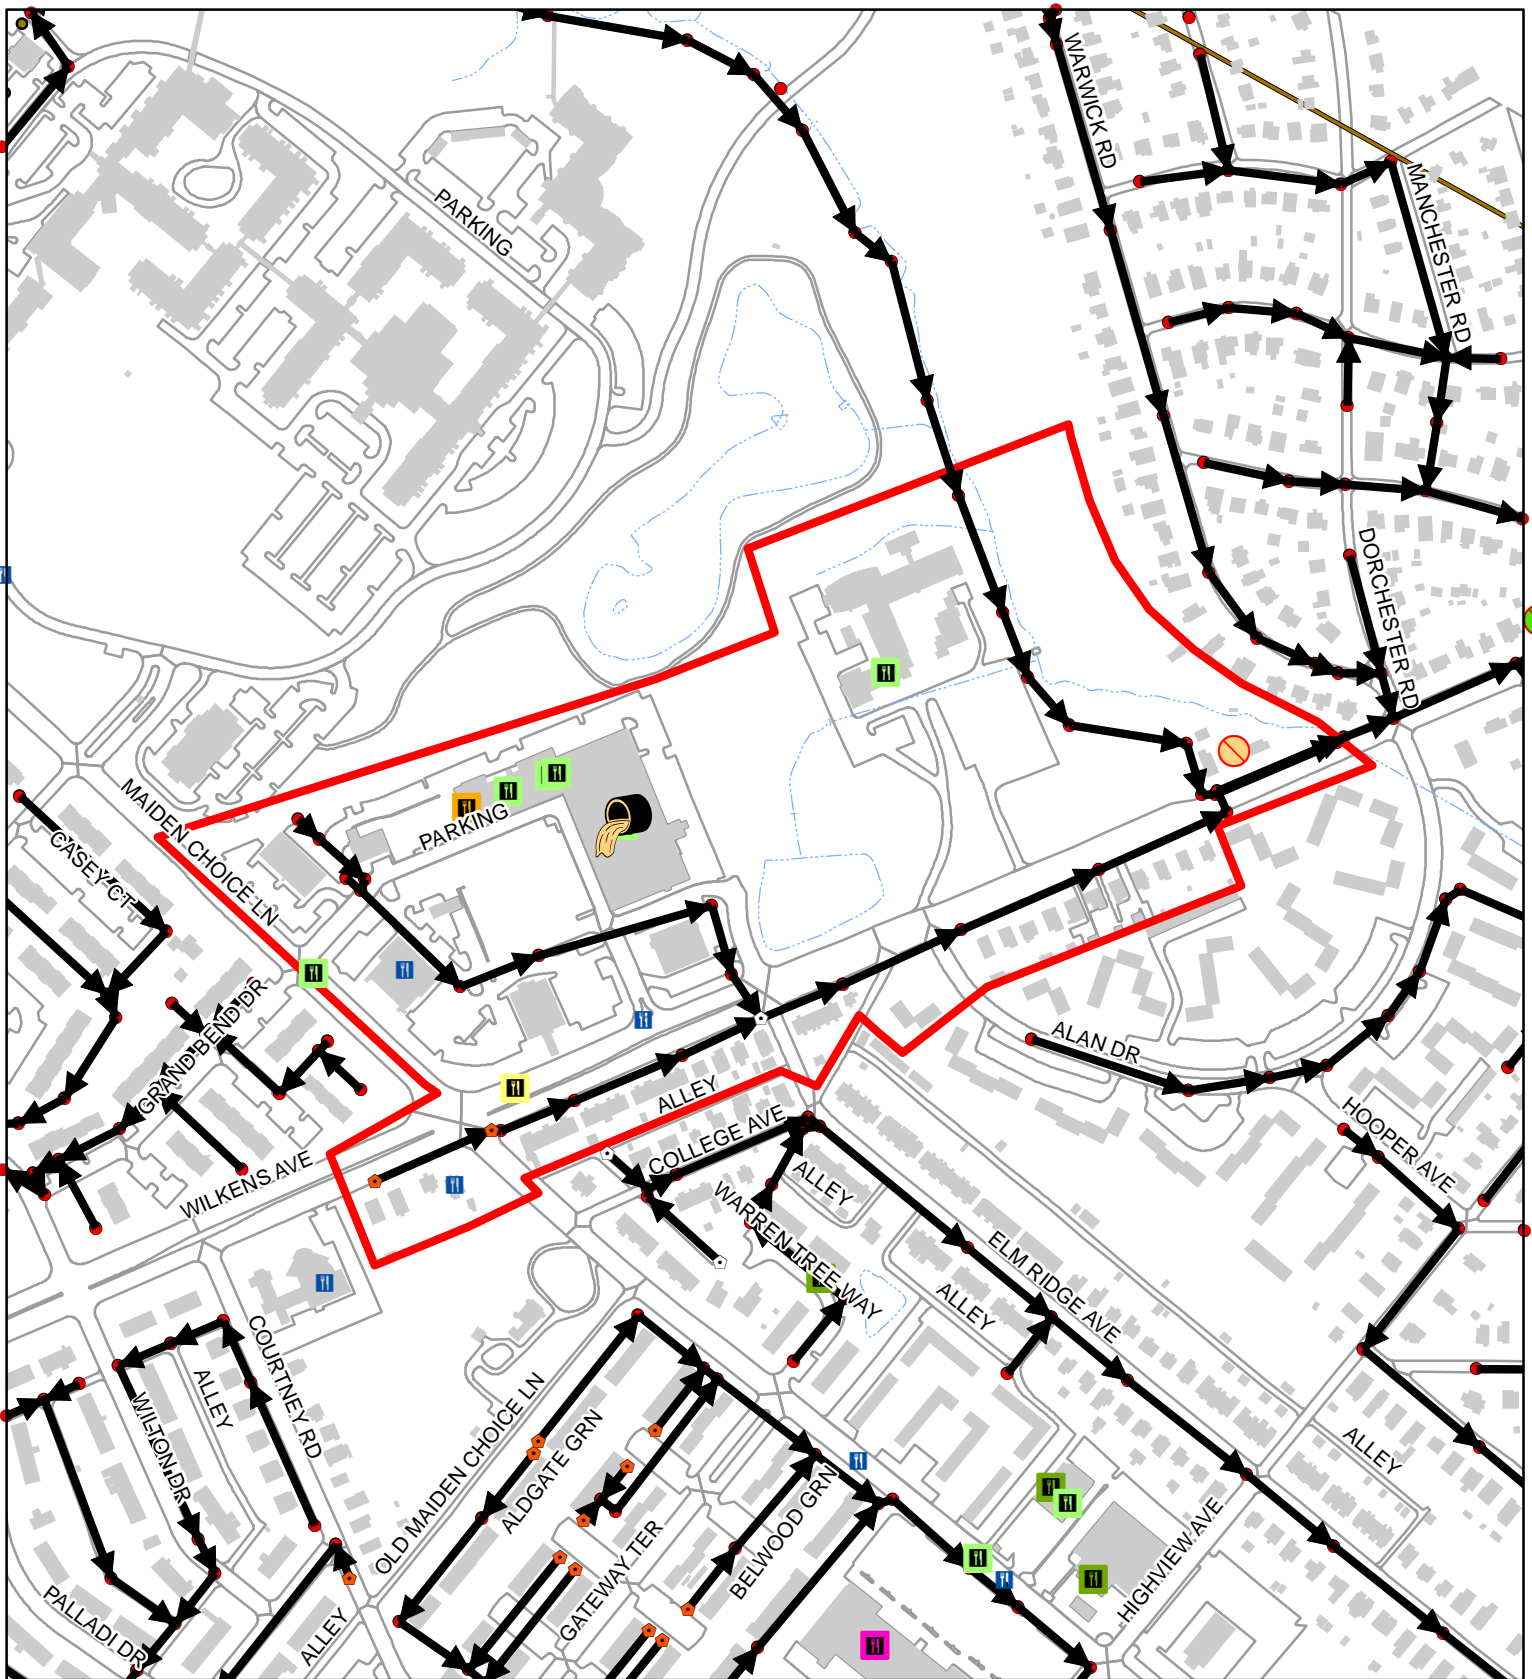 WARWICK RD
MANCHESTER RD
PARKING
DORCHESTER RD
MAIDEN CHOICE LN
PARKING
CASEY CT
GRAND BEND DR
ALAN DR
ALLEY
HOOPER AVE
COLLEGE AVE
WILKENS AVE
ALLEY
WARREN TREE WAY
ELM RIDGE AVE
ALLEY
COURTNEY RD
ALLEY
WILTON DR
OLD MAIDEN CHOICE LN
ALDGATE GRN
ALLEY
BELWOOD GRN
HIGHVIEW AVE
GATEWAY TER
PALLADI DR
ALLEY